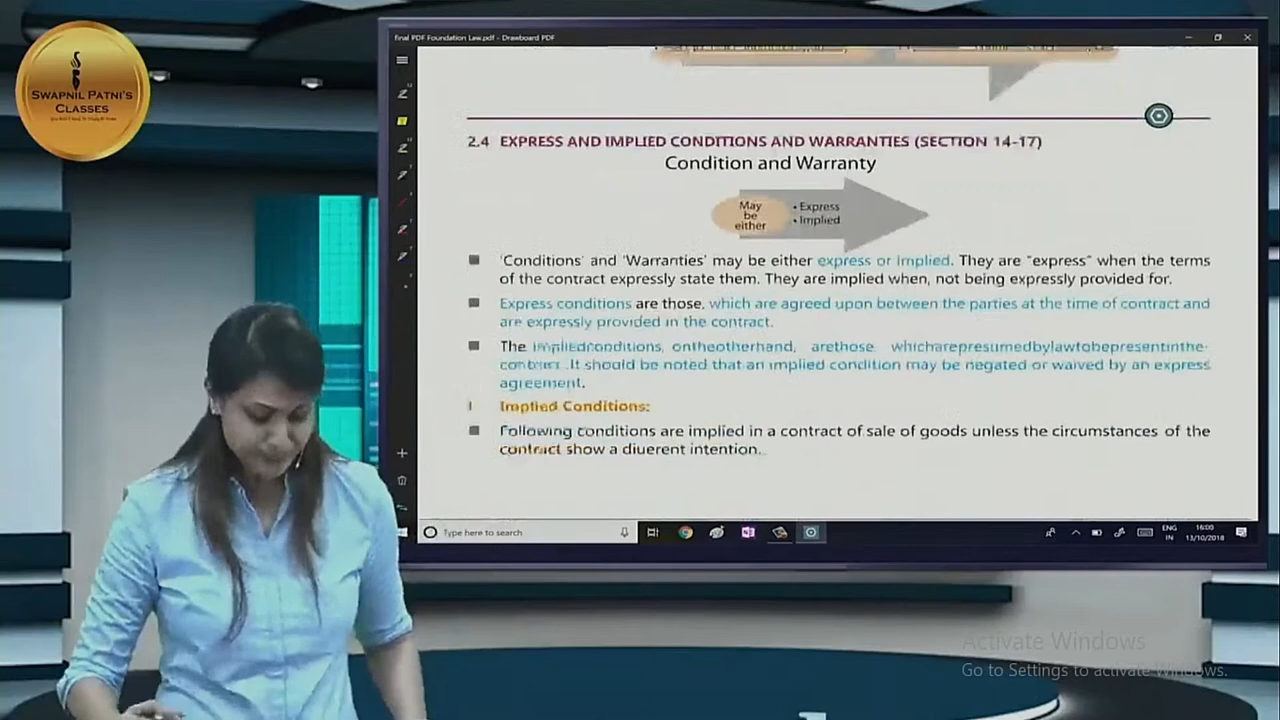 SWAPNIL PATNI'S
CLASSES
final PDF Foundation Law.pdf - Drawboard PDF
2.4 EXPRESS AND IMPLIED CONDITIONS AND WARRANTIES (SECTION 14-17)
Condition and Warranty
May
be
either
• Express
• Implied
'Conditions' and 'Warranties' may be either express or implied. They are "express" when the terms
of the contract expressly state them. They are implied when, not being expressly provided for.
Express conditions are those, which are agreed upon between the parties at the time of contract and
are expressly provided in the contract.
The impliedconditions, ontheotherhand, arethose whicharepresumedbylawtobepresentinthe-
contract. It should be noted that an implied condition may be negated or waived by an express
agreement.
I Implied Conditions:
Following conditions are implied in a contract of sale of goods unless the circumstances of the
contract show a diuerent intention.
Type here to search
ENG
IN
16:00
13/10/2018
Activate Windows
Go to Settings to activate Windows.